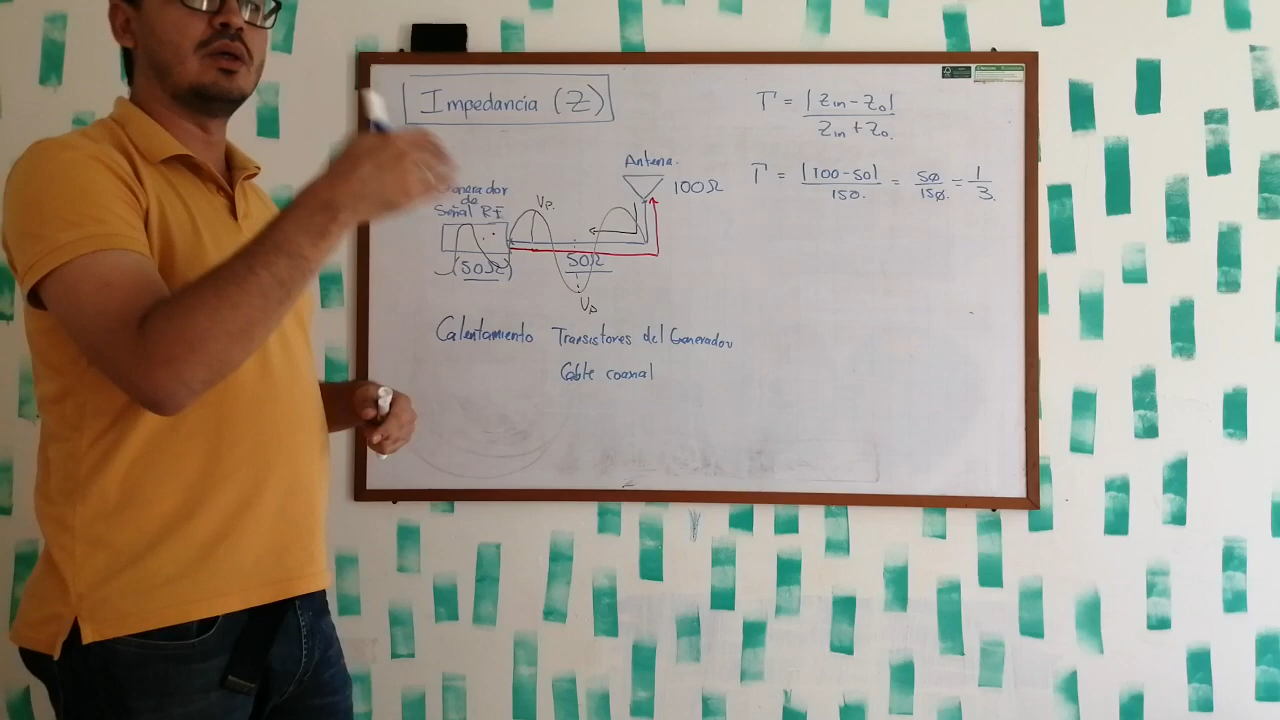 Impedancia (Z)
Γ = |Zin - Zo|
Zin + Zo.
Antena.
100Ω
Γ = |100-50| = 50 = 1
150. 150. 3.
de
Señal RF
Vp.
(50Ω)
50Ω
Vp
Calentamiento Transistores del Generador
Cable coaxial